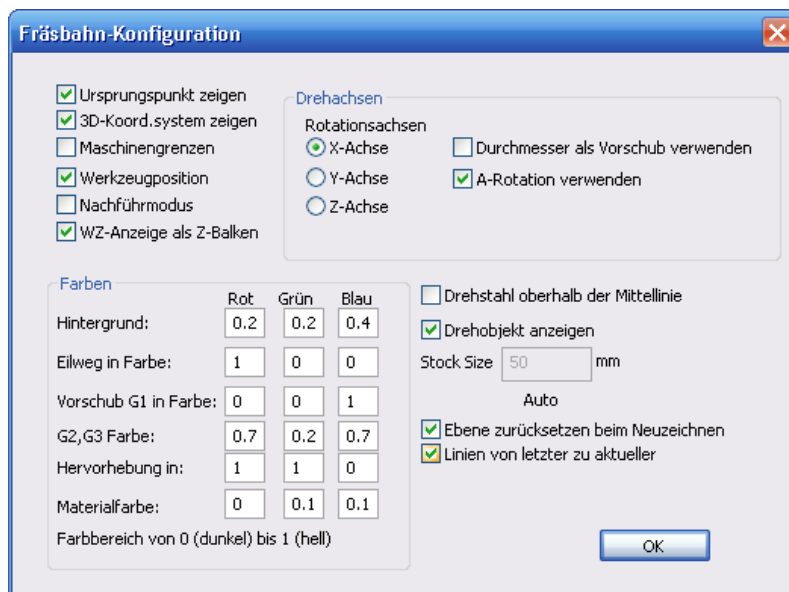 Fräsbahn-Konfiguration
Ursprungspunkt zeigen
3D-Koord.system zeigen
Maschinengrenzen
Werkzeugposition
Nachführmodus
WZ-Anzeige als Z-Balken
Drehachsen
Rotationsachsen
X-Achse
Y-Achse
Z-Achse
Durchmesser als Vorschub verwenden
A-Rotation verwenden
Farben
Rot Grün Blau
Hintergrund: 0.2 0.2 0.4
Eilweg in Farbe: 1 0 0
Vorschub G1 in Farbe: 0 0 1
G2,G3 Farbe: 0.7 0.2 0.7
Hervorhebung in: 1 1 0
Materialfarbe: 0 0.1 0.1
Farbbereich von 0 (dunkel) bis 1 (hell)
Drehstahl oberhalb der Mittellinie
Drehobjekt anzeigen
Stock Size 50 mm
Auto
Ebene zurücksetzen beim Neuzeichnen
Linien von letzter zu aktueller
OK